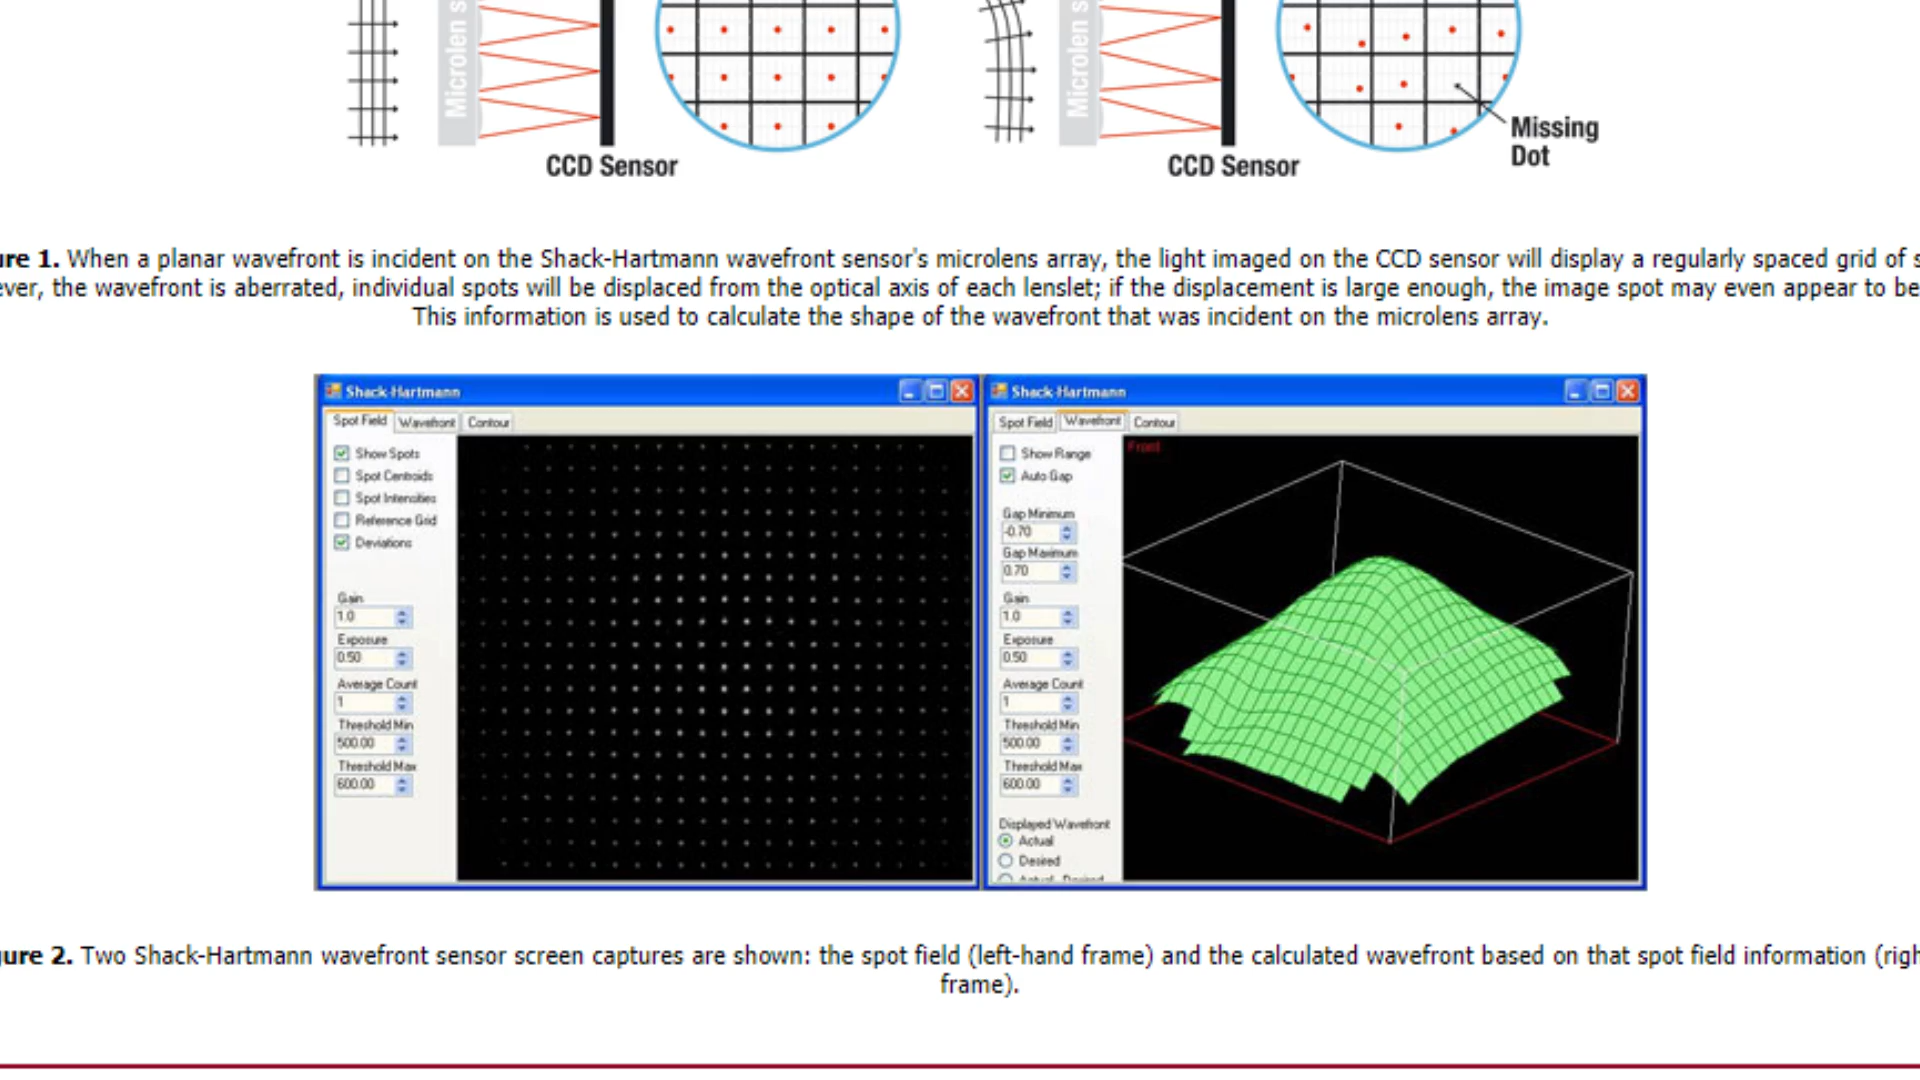 Microlen s
Microlen s
Missing
Dot
CCD Sensor
CCD Sensor
ure 1. When a planar wavefront is incident on the Shack-Hartmann wavefront sensor's microlens array, the light imaged on the CCD sensor will display a regularly spaced grid of s
ever, the wavefront is aberrated, individual spots will be displaced from the optical axis of each lenslet; if the displacement is large enough, the image spot may even appear to be
This information is used to calculate the shape of the wavefront that was incident on the microlens array.
Shack-Hartmann
Spot Field Wavefront Contour
Show Spots
Spot Centroids
Spot Intensities
Reference Grid
Deviations
Gain
1.0
Exposure
0.50
Average Count
1
Threshold Min
500.00
Threshold Max
600.00
Shack-Hartmann
Spot Field Wavefront Contour
Front
Show Range
Auto Gap
Gap Minimum
-0.70
Gap Maximum
0.70
Gain
1.0
Exposure
0.50
Average Count
1
Threshold Min
500.00
Threshold Max
600.00
Displayed Wavefront
Actual
Desired
Actual - Desired
gure 2. Two Shack-Hartmann wavefront sensor screen captures are shown: the spot field (left-hand frame) and the calculated wavefront based on that spot field information (righ
frame).